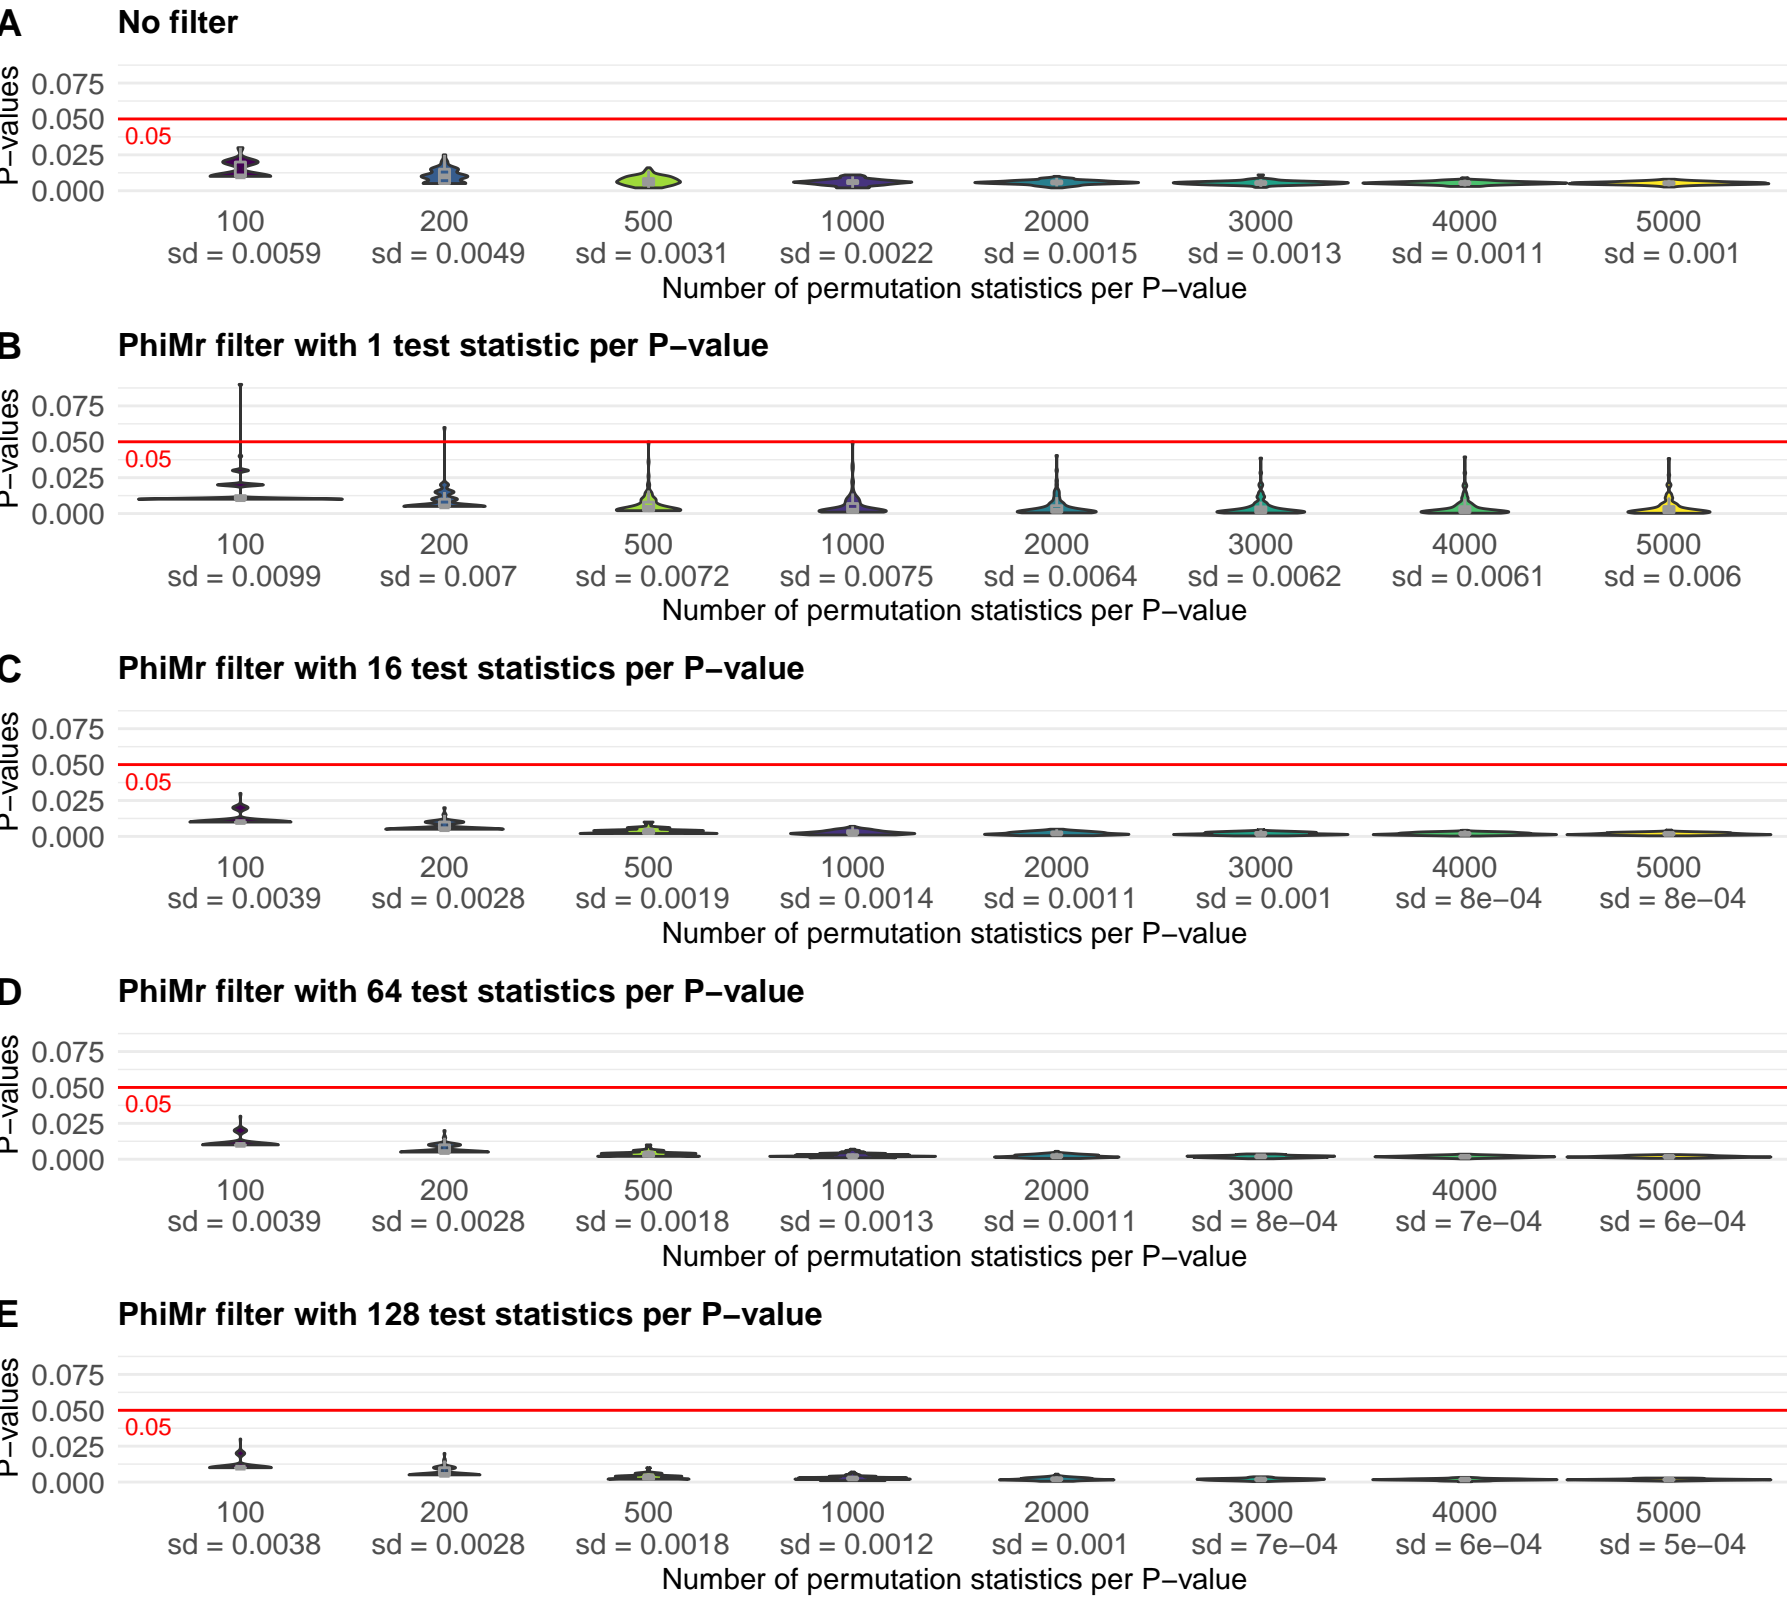 A No filter
P−values
0.075
0.050
0.05
0.025
0.000
100 200 500 1000 2000 3000 4000 5000
sd = 0.0059 sd = 0.0049 sd = 0.0031 sd = 0.0022 sd = 0.0015 sd = 0.0013 sd = 0.0011 sd = 0.001
Number of permutation statistics per P−value
B PhiMr filter with 1 test statistic per P−value
P−values
0.075
0.050
0.05
0.025
0.000
100 200 500 1000 2000 3000 4000 5000
sd = 0.0099 sd = 0.007 sd = 0.0072 sd = 0.0075 sd = 0.0064 sd = 0.0062 sd = 0.0061 sd = 0.006
Number of permutation statistics per P−value
C PhiMr filter with 16 test statistics per P−value
P−values
0.075
0.050
0.05
0.025
0.000
100 200 500 1000 2000 3000 4000 5000
sd = 0.0039 sd = 0.0028 sd = 0.0019 sd = 0.0014 sd = 0.0011 sd = 0.001 sd = 8e−04 sd = 8e−04
Number of permutation statistics per P−value
D PhiMr filter with 64 test statistics per P−value
P−values
0.075
0.050
0.05
0.025
0.000
100 200 500 1000 2000 3000 4000 5000
sd = 0.0039 sd = 0.0028 sd = 0.0018 sd = 0.0013 sd = 0.0011 sd = 8e−04 sd = 7e−04 sd = 6e−04
Number of permutation statistics per P−value
E PhiMr filter with 128 test statistics per P−value
P−values
0.075
0.050
0.05
0.025
0.000
100 200 500 1000 2000 3000 4000 5000
sd = 0.0038 sd = 0.0028 sd = 0.0018 sd = 0.0012 sd = 0.001 sd = 7e−04 sd = 6e−04 sd = 5e−04
Number of permutation statistics per P−value